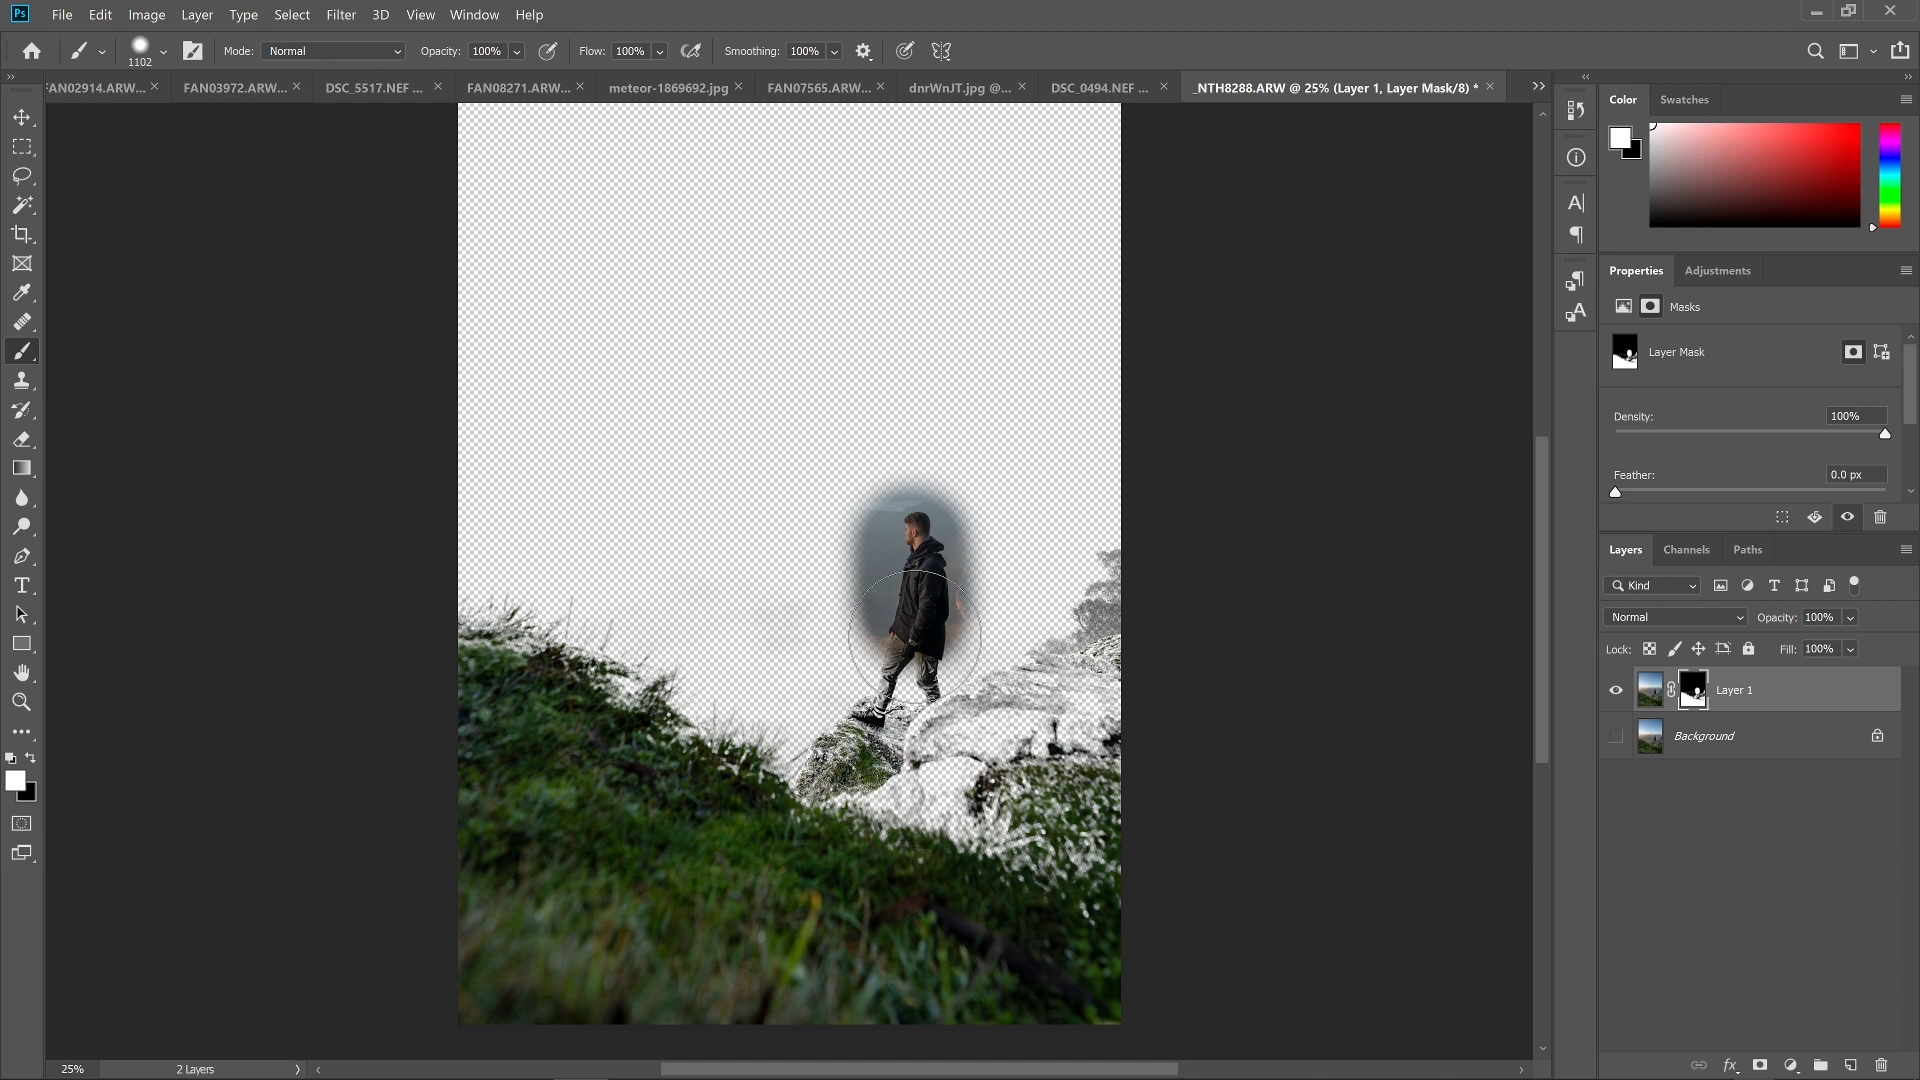 Ps File Edit Image Layer Type Select Filter 3D View Window Help
1102 Mode: Normal Opacity: 100% Flow: 100% Smoothing: 100%
FAN02914.ARW... FAN03972.ARW... DSC_5517.NEF ... FAN08271.ARW... meteor-1869692.jpg FAN07565.ARW... dnrWnJT.jpg @... DSC_0494.NEF ... _NTH8288.ARW @ 25% (Layer 1, Layer Mask/8) *
Color Swatches
Properties Adjustments
Masks
Layer Mask
Density: 100%
Feather: 0.0 px
Layers Channels Paths
Kind
Normal Opacity: 100%
Lock: Fill: 100%
Layer 1
Background
fx
25% 2 Layers